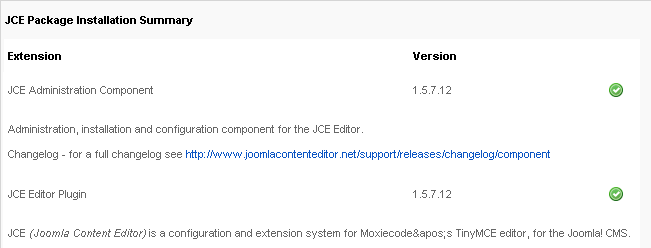 JCE Package Installation Summary
Extension Version
JCE Administration Component 1.5.7.12
Administration, installation and configuration component for the JCE Editor.
Changelog - for a full changelog see http://www.joomlacontenteditor.net/support/releases/changelog/component
JCE Editor Plugin 1.5.7.12
JCE (Joomla Content Editor) is a configuration and extension system for Moxiecode&apos;s TinyMCE editor, for the Joomla! CMS.